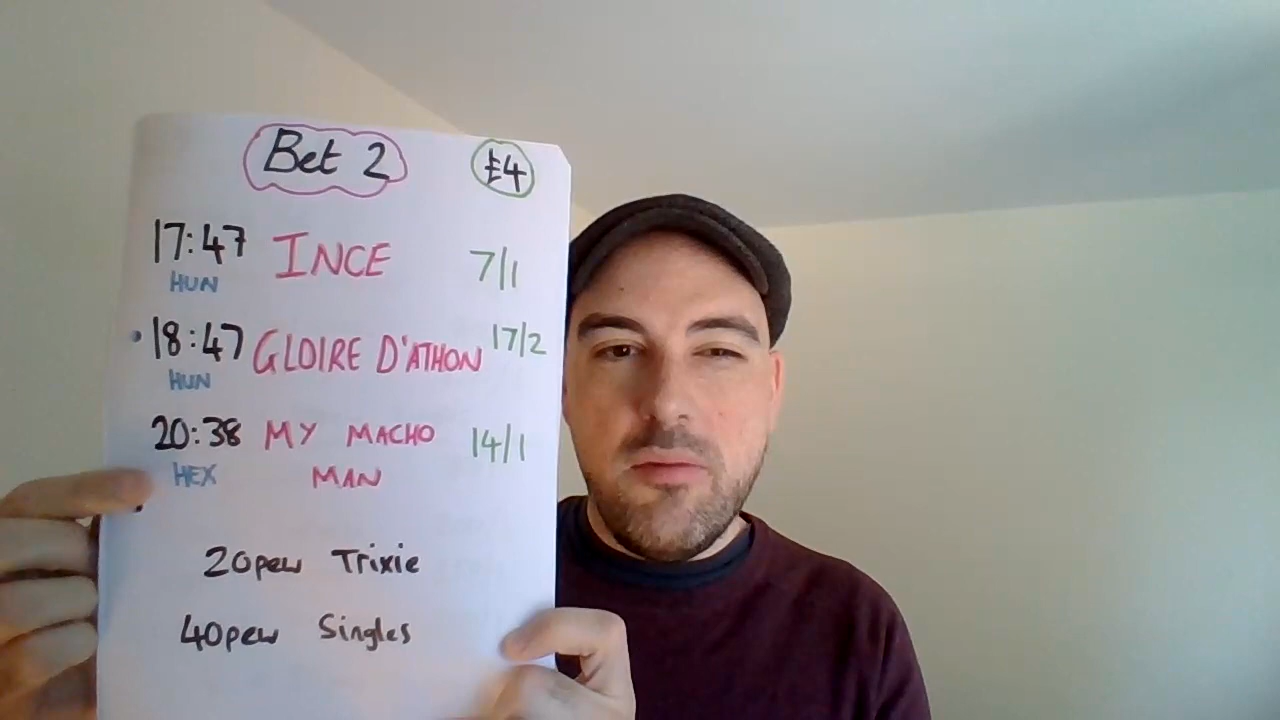 Bet 2 £4
17:47 INCE 7/1
HUN
18:47 GLOIRE D'ATHON 17/2
HUN
20:38 MY MACHO 14/1
HEX MAN
20pew Trixie
40pew Singles